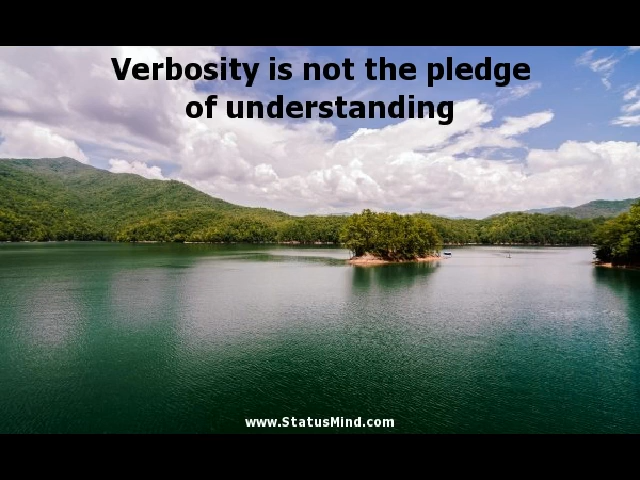 Verbosity is not the pledge
of understanding
www.StatusMind.com